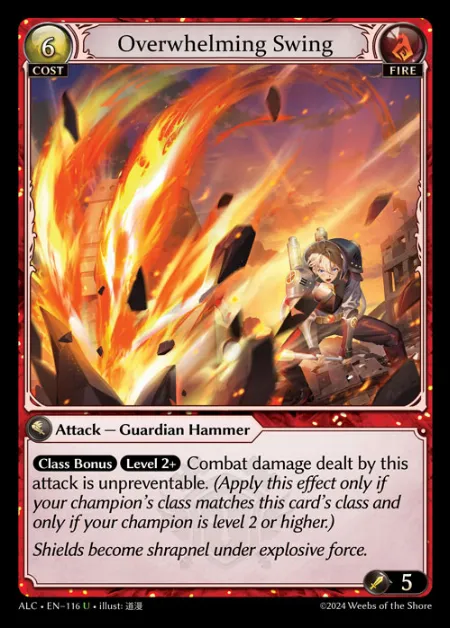 6
Overwhelming Swing
COST
FIRE
Attack — Guardian Hammer
Class Bonus Level 2+ Combat damage dealt by this
attack is unpreventable. (Apply this effect only if
your champion's class matches this card's class and
only if your champion is level 2 or higher.)
Shields become shrapnel under explosive force.
5
ALC • EN-116 U • illust: 道漫
©2024 Weebs of the Shore